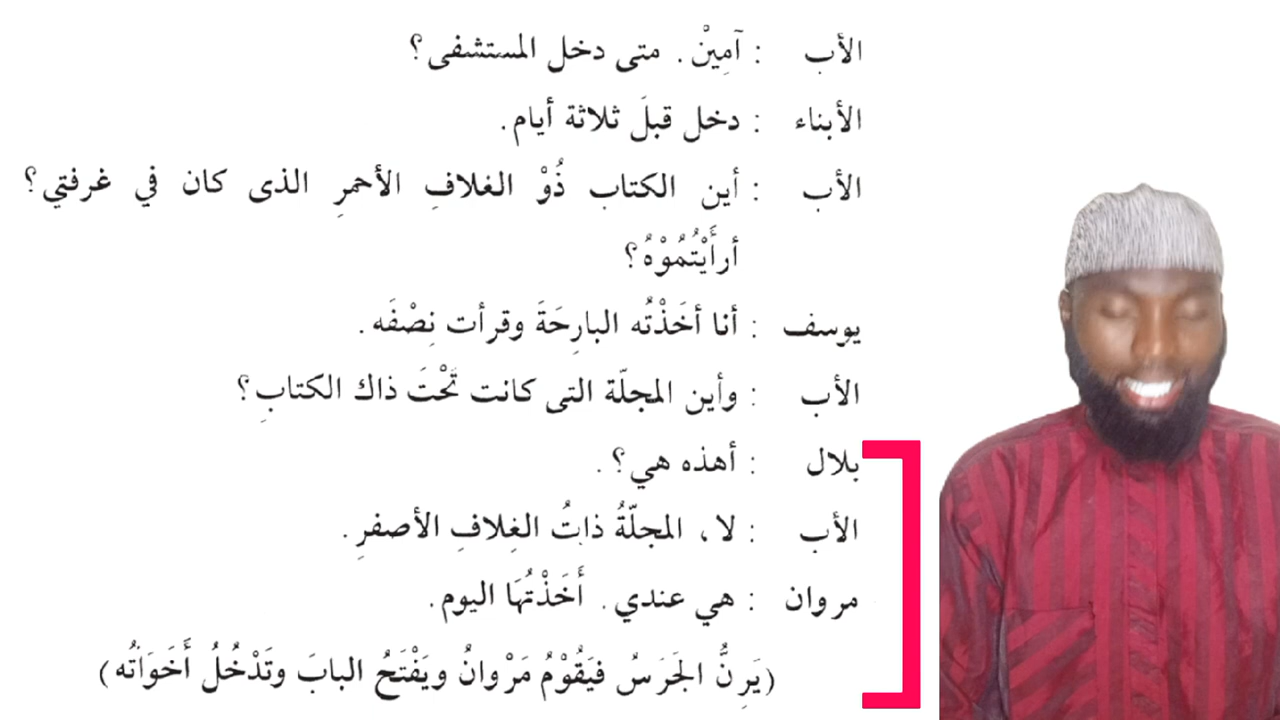 الأب : آمِينْ. متى دخل المستشفى؟
الأبناء : دخل قبلَ ثلاثة أيام.
الأب : أين الكتاب ذُوْ الغلافِ الأحمرِ الذى كان في غرفتي؟
أرأَيْتُمُوْهُ؟
يوسف : أنا أخَذْتُه البارِحَةَ وقرأت نِصْفَه.
الأب : وأين المجلّة التى كانت تَحْتَ ذاك الكتابِ؟
بلال : أهذه هي؟.
الأب : لا، المجلّةُ ذاتُ الغِلافِ الأصفرِ.
مروان : هي عندي. أَخَذْتُهَا اليوم.
(يَرِنُّ الجَرَسُ فيَقُوْمُ مَرْوانُ ويَفْتَحُ البابَ وتَدْخُلُ أَخَوَاتُه)